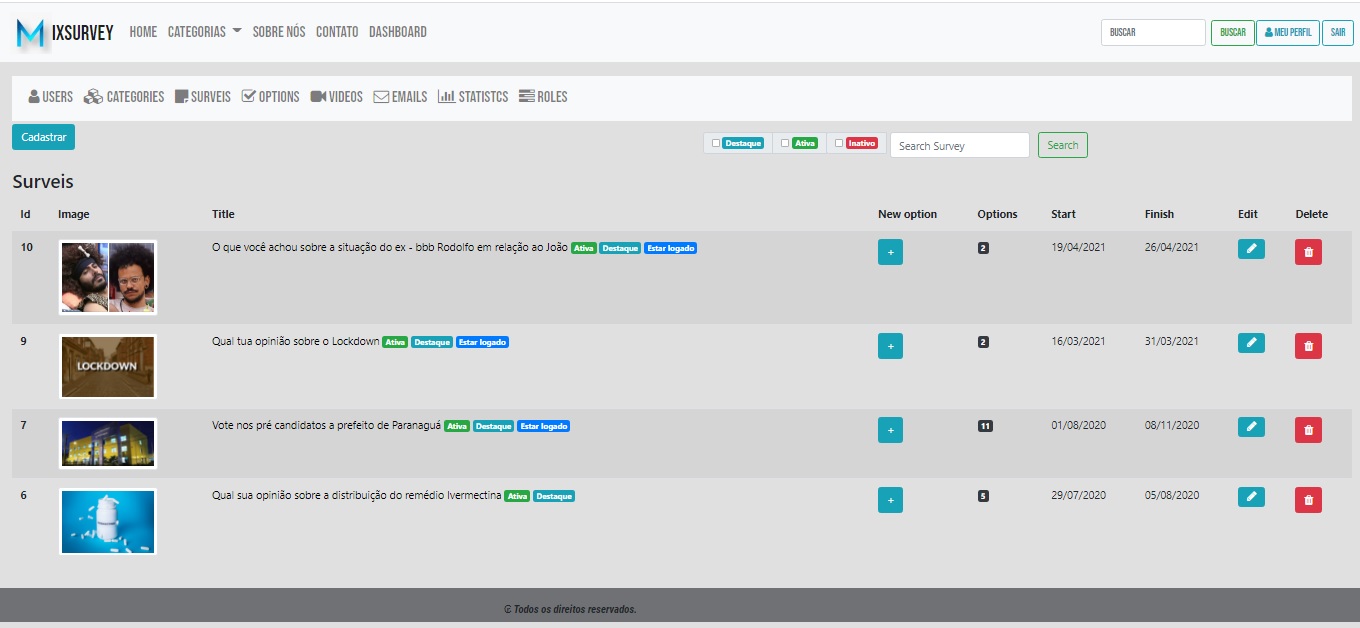 MIXSURVEY HOME CATEGORIAS SOBRE NÓS CONTATO DASHBOARD BUSCAR BUSCAR MEU PERFIL SAIR
USERS CATEGORIES SURVEIS OPTIONS VIDEOS EMAILS STATISTCS ROLES
Cadastrar Destaque Ativa Inativo Search Survey Search
Surveis
Id Image Title New option Options Start Finish Edit Delete
10 O que você achou sobre a situação do ex - bbb Rodolfo em relação ao João Ativa Destaque Estar logado + 2 19/04/2021 26/04/2021
9 LOCKDOWN Qual tua opinião sobre o Lockdown Ativa Destaque Estar logado + 2 16/03/2021 31/03/2021
7 Vote nos pré candidatos a prefeito de Paranaguá Ativa Destaque Estar logado + 11 01/08/2020 08/11/2020
6 Qual sua opinião sobre a distribuição do remédio Ivermectina Ativa Destaque + 5 29/07/2020 05/08/2020
© Todos os direitos reservados.